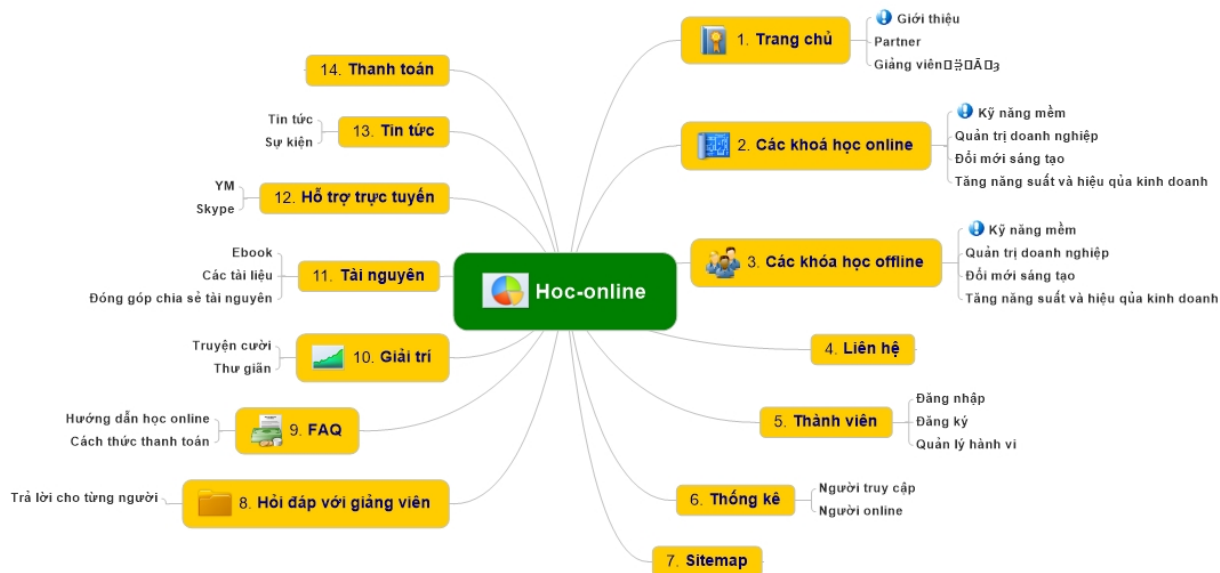 Hoc-online
1. Trang chủ
Giới thiệu
Partner
Giảng viên
2. Các khoá học online
Kỹ năng mềm
Quản trị doanh nghiệp
Đổi mới sáng tạo
Tăng năng suất và hiệu qủa kinh doanh
3. Các khóa học offline
Kỹ năng mềm
Quản trị doanh nghiệp
Đổi mới sáng tạo
Tăng năng suất và hiệu qủa kinh doanh
4. Liên hệ
5. Thành viên
Đăng nhập
Đăng ký
Quản lý hành vi
6. Thống kê
Người truy cập
Người online
7. Sitemap
8. Hỏi đáp với giảng viên
Trả lời cho từng người
9. FAQ
Hướng dẫn học online
Cách thức thanh toán
10. Giải trí
Truyện cười
Thư giãn
11. Tài nguyên
Ebook
Các tài liệu
Đóng góp chia sẻ tài nguyên
12. Hỗ trợ trực tuyến
YM
Skype
13. Tin tức
Tin tức
Sự kiện
14. Thanh toán